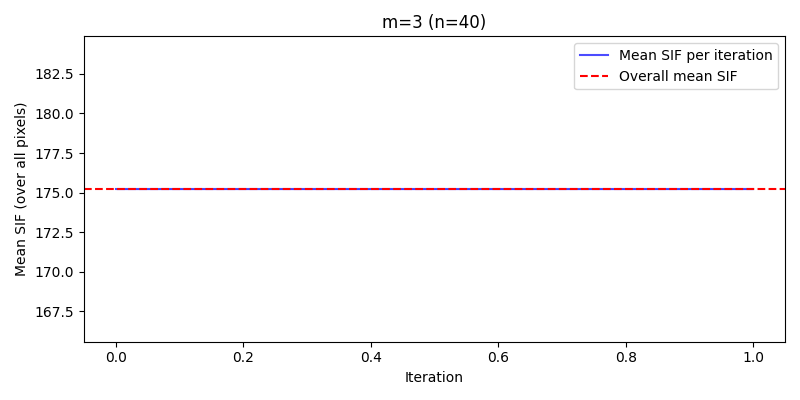 m=3 (n=40)
Mean SIF per iteration
Overall mean SIF
Mean SIF (over all pixels)
182.5
180.0
177.5
175.0
172.5
170.0
167.5
0.0 0.2 0.4 0.6 0.8 1.0
Iteration